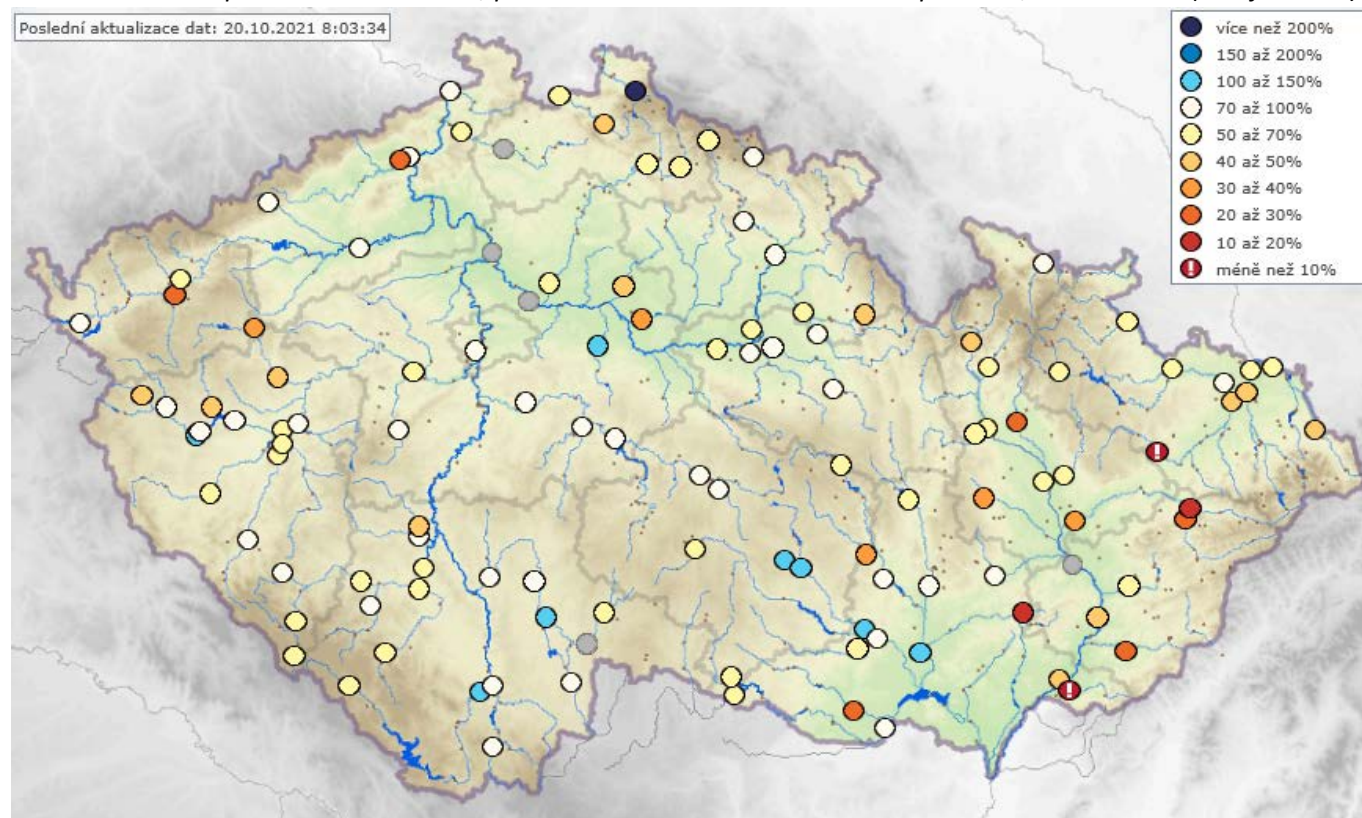 Poslední aktualizace dat: 20.10.2021 8:03:34
více než 200%
150 až 200%
100 až 150%
70 až 100%
50 až 70%
40 až 50%
30 až 40%
20 až 30%
10 až 20%
méně než 10%